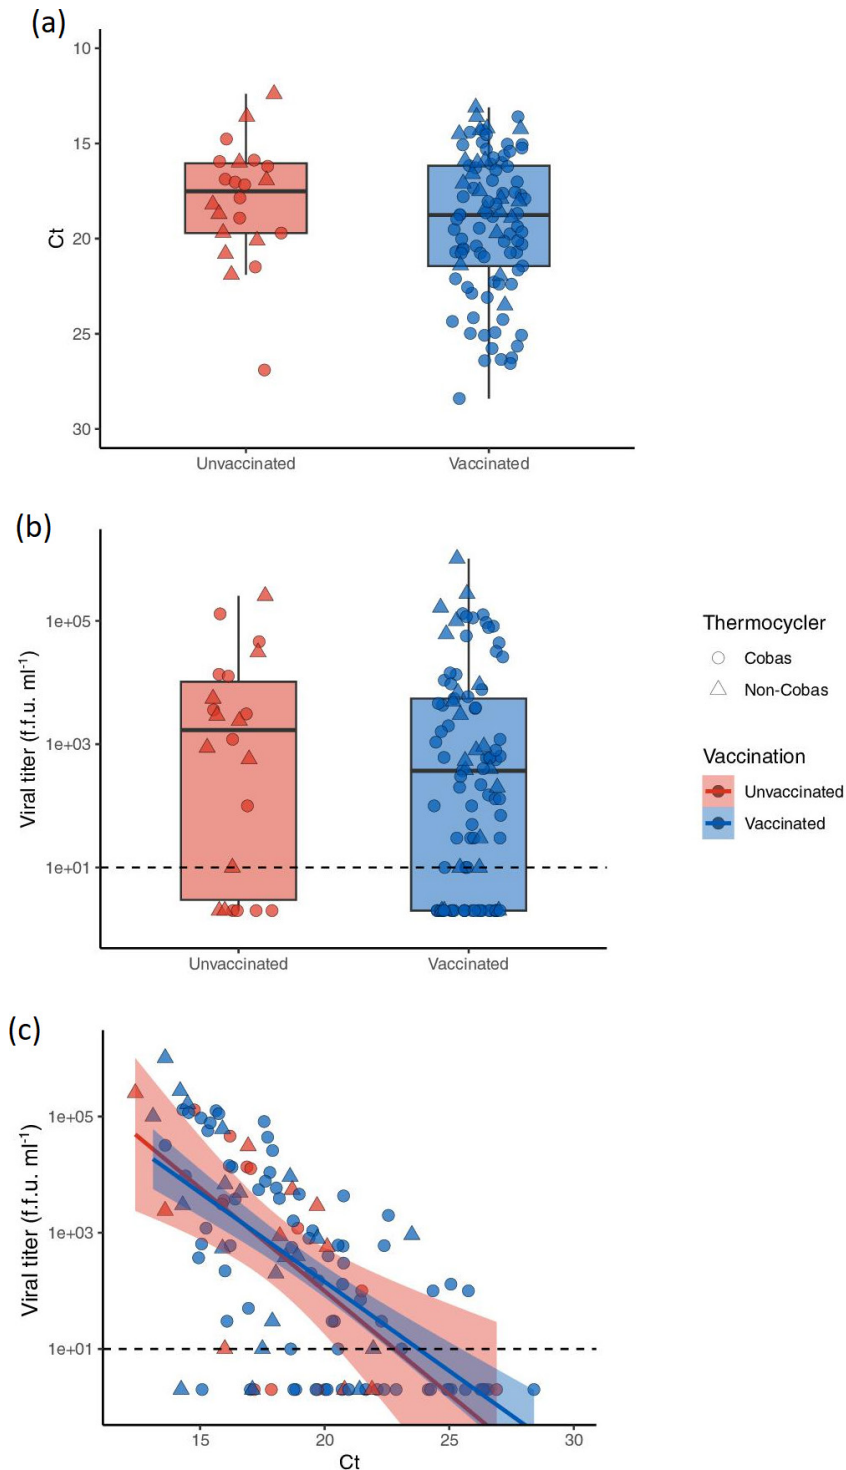 (a)
10
15
20
25
30
Ct
Unvaccinated
Vaccinated
(b)
1e+05
1e+03
1e+01
Viral titer (f.f.u. ml⁻¹)
Unvaccinated
Vaccinated
Thermocycler
Cobas
Non-Cobas
Vaccination
Unvaccinated
Vaccinated
(c)
1e+05
1e+03
1e+01
Viral titer (f.f.u. ml⁻¹)
15
20
25
30
Ct